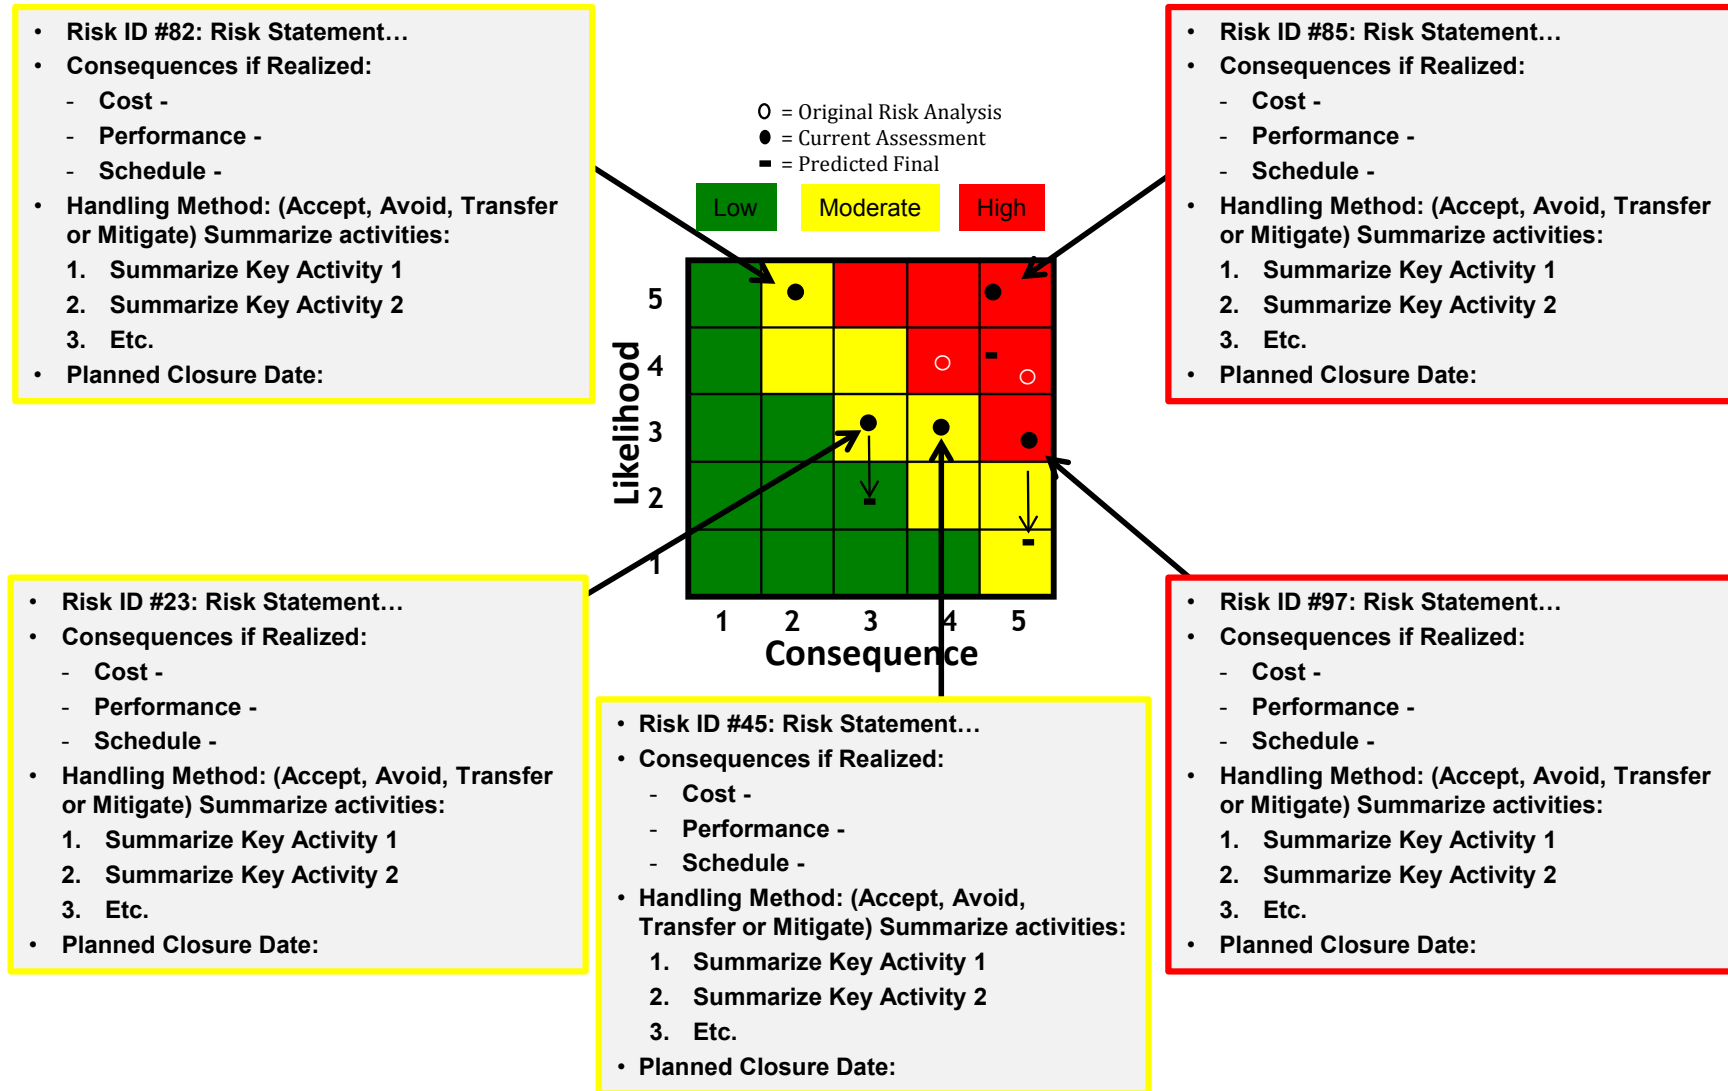 • Risk ID #82: Risk Statement…
• Consequences if Realized:
- Cost -
- Performance -
- Schedule -
• Handling Method: (Accept, Avoid, Transfer
or Mitigate) Summarize activities:
1. Summarize Key Activity 1
2. Summarize Key Activity 2
3. Etc.
• Planned Closure Date:
= Original Risk Analysis
= Current Assessment
= Predicted Final
Low Moderate High
5
4
3
2
1
Likelihood
1 2 3 4 5
Consequence
• Risk ID #85: Risk Statement…
• Consequences if Realized:
- Cost -
- Performance -
- Schedule -
• Handling Method: (Accept, Avoid, Transfer
or Mitigate) Summarize activities:
1. Summarize Key Activity 1
2. Summarize Key Activity 2
3. Etc.
• Planned Closure Date:
• Risk ID #23: Risk Statement…
• Consequences if Realized:
- Cost -
- Performance -
- Schedule -
• Handling Method: (Accept, Avoid, Transfer
or Mitigate) Summarize activities:
1. Summarize Key Activity 1
2. Summarize Key Activity 2
3. Etc.
• Planned Closure Date:
• Risk ID #45: Risk Statement…
• Consequences if Realized:
- Cost -
- Performance -
- Schedule -
• Handling Method: (Accept, Avoid,
Transfer or Mitigate) Summarize activities:
1. Summarize Key Activity 1
2. Summarize Key Activity 2
3. Etc.
• Planned Closure Date:
• Risk ID #97: Risk Statement…
• Consequences if Realized:
- Cost -
- Performance -
- Schedule -
• Handling Method: (Accept, Avoid, Transfer
or Mitigate) Summarize activities:
1. Summarize Key Activity 1
2. Summarize Key Activity 2
3. Etc.
• Planned Closure Date: